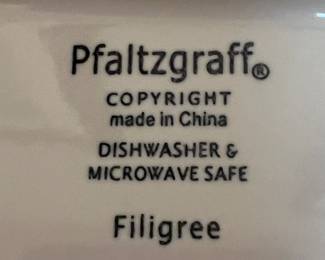 Pfaltzgraff®
COPYRIGHT
made in China
DISHWASHER &
MICROWAVE SAFE
Filigree